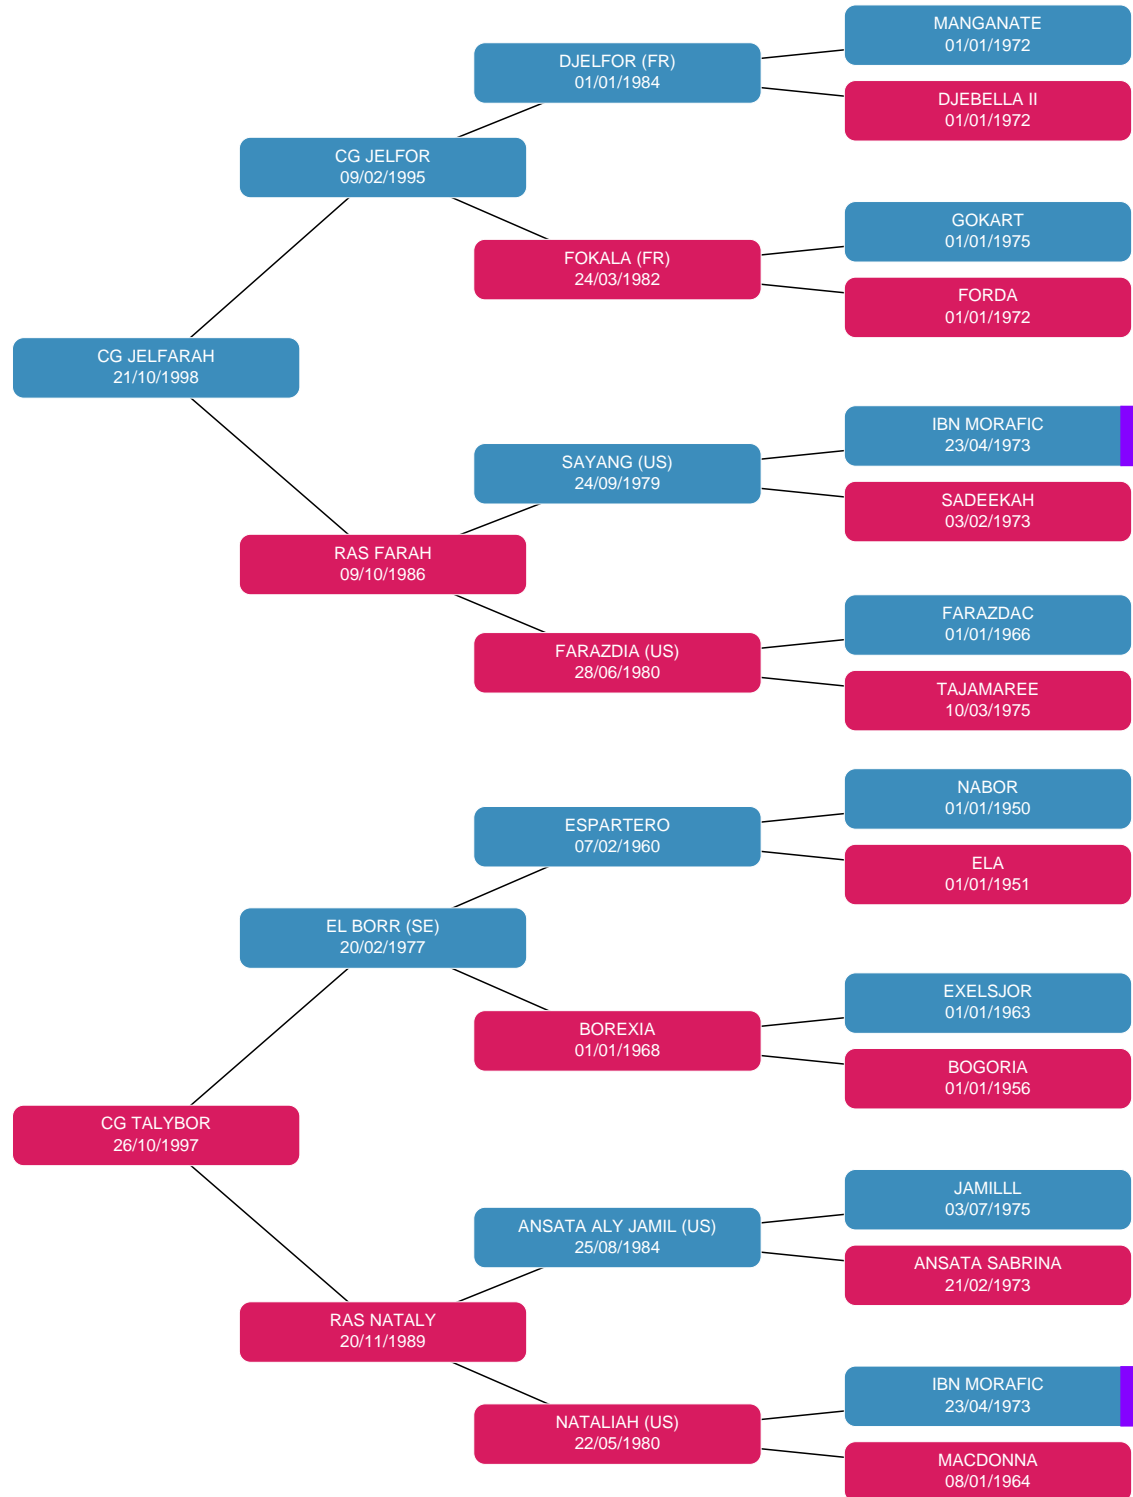 MANGANATE
01/01/1972
DJELFOR (FR)
01/01/1984
DJEBELLA II
01/01/1972
CG JELFOR
09/02/1995
GOKART
01/01/1975
FOKALA (FR)
24/03/1982
FORDA
01/01/1972
CG JELFARAH
21/10/1998
IBN MORAFIC
23/04/1973
SAYANG (US)
24/09/1979
SADEEKAH
03/02/1973
RAS FARAH
09/10/1986
FARAZDAC
01/01/1966
FARAZDIA (US)
28/06/1980
TAJAMAREE
10/03/1975
NABOR
01/01/1950
ESPARTERO
07/02/1960
ELA
01/01/1951
EL BORR (SE)
20/02/1977
EXELSJOR
01/01/1963
BOREXIA
01/01/1968
BOGORIA
01/01/1956
CG TALYBOR
26/10/1997
JAMILLL
03/07/1975
ANSATA ALY JAMIL (US)
25/08/1984
ANSATA SABRINA
21/02/1973
RAS NATALY
20/11/1989
IBN MORAFIC
23/04/1973
NATALIAH (US)
22/05/1980
MACDONNA
08/01/1964